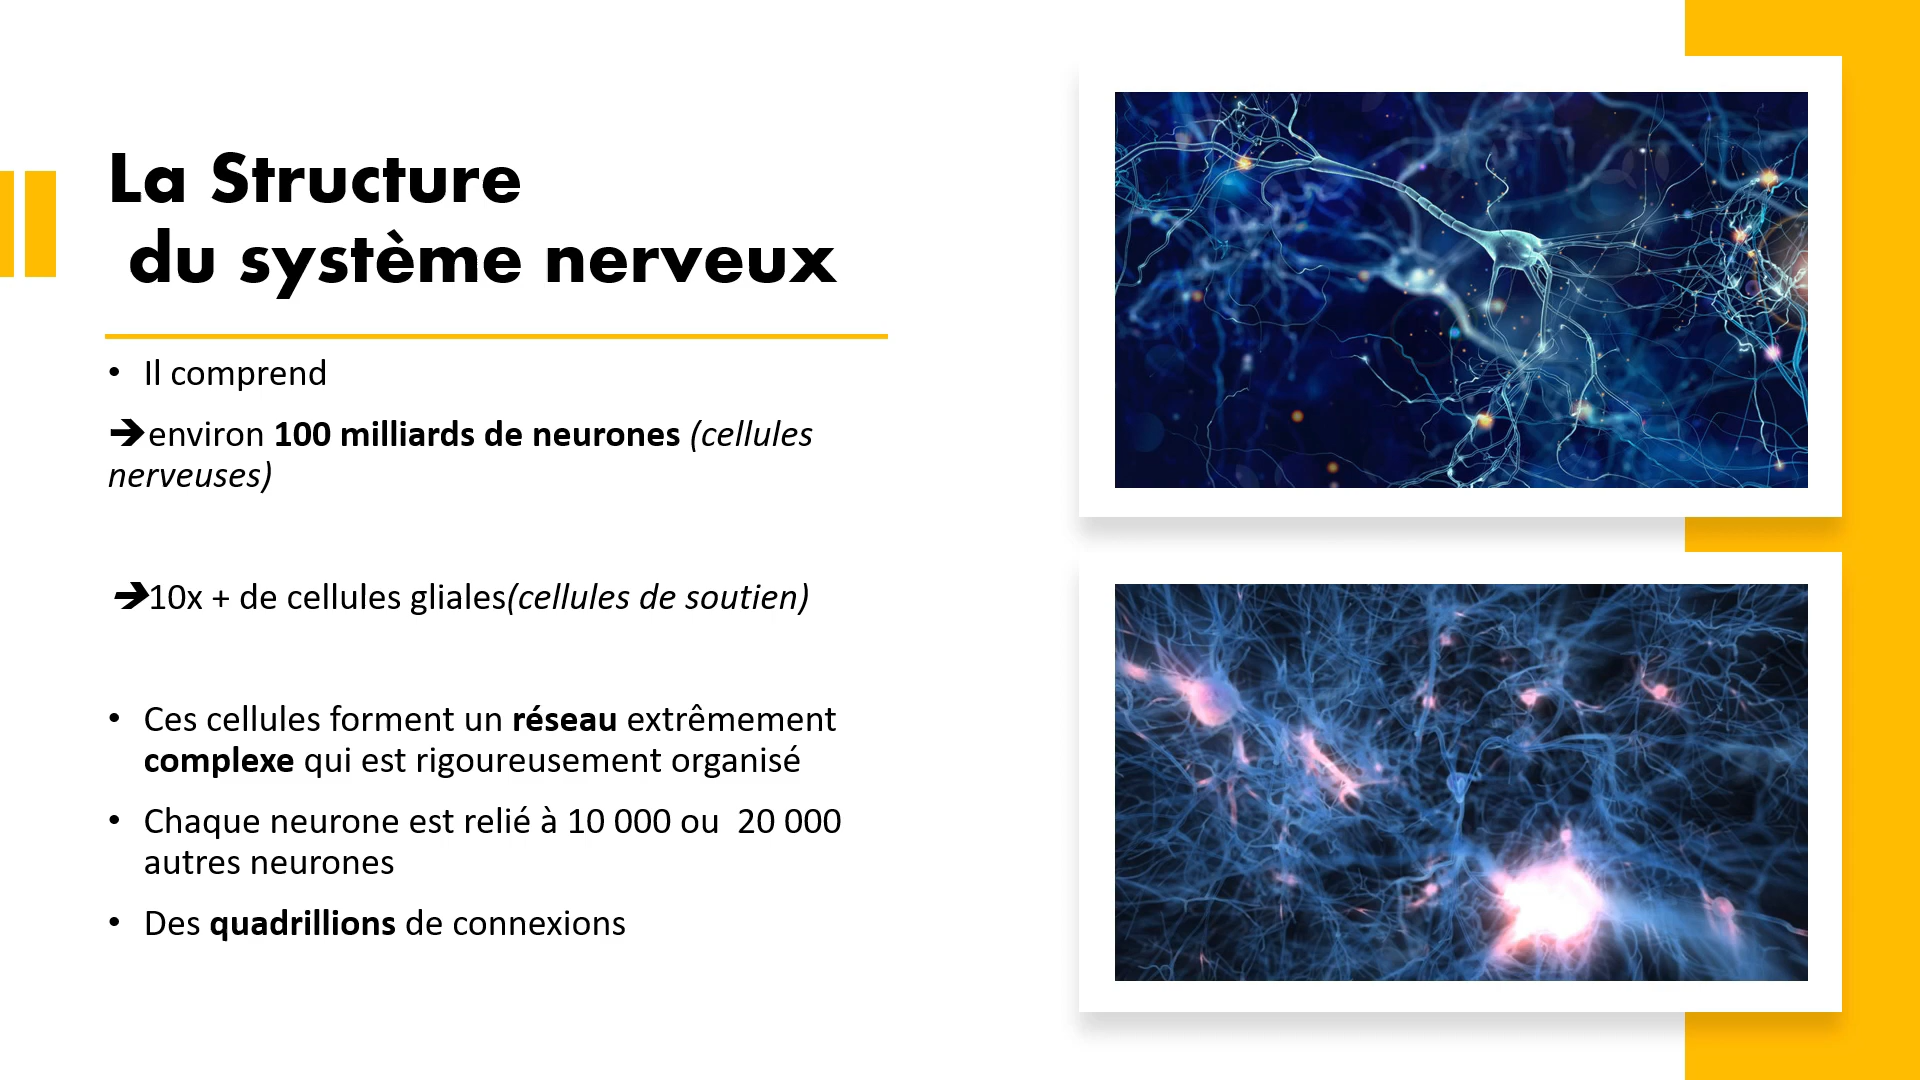 La Structure
du système nerveux
• Il comprend
➔environ 100 milliards de neurones (cellules
nerveuses)
➔10x + de cellules gliales(cellules de soutien)
• Ces cellules forment un réseau extrêmement
complexe qui est rigoureusement organisé
• Chaque neurone est relié à 10 000 ou  20 000
autres neurones
• Des quadrillions de connexions